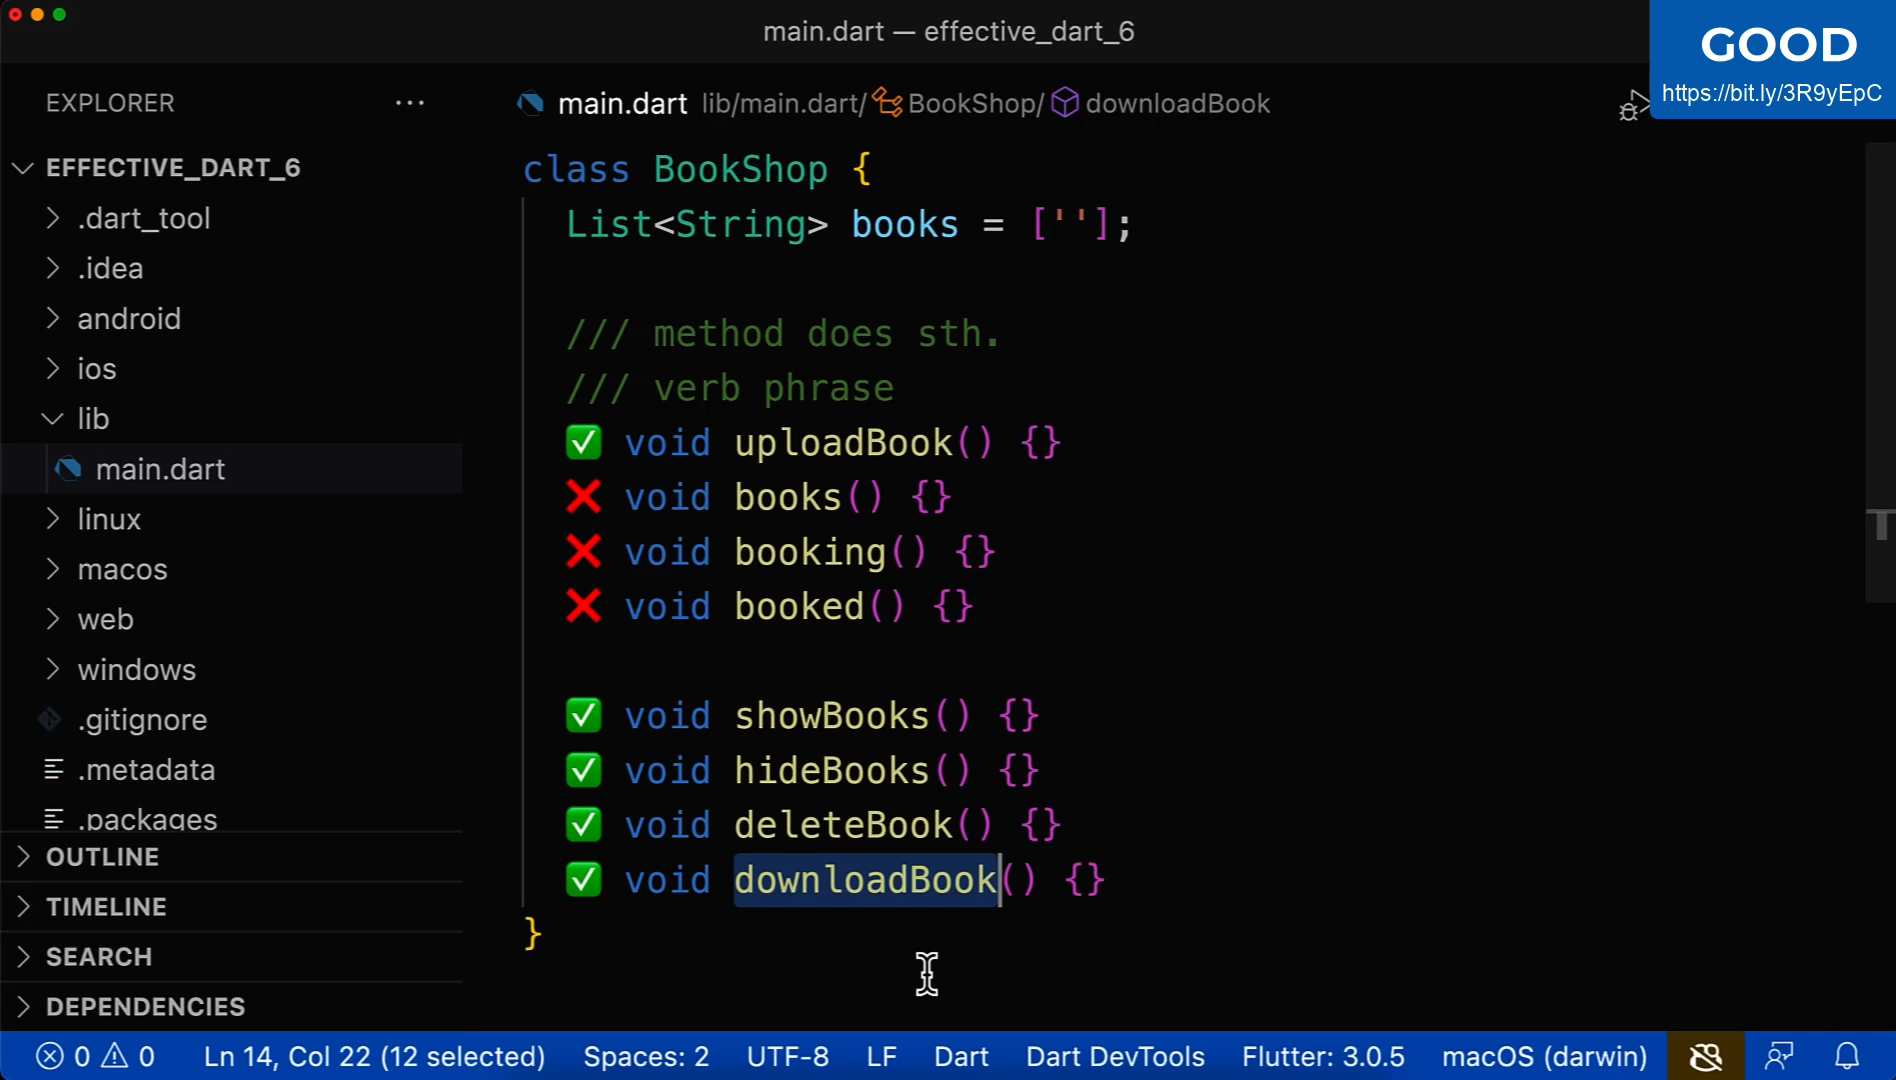 main.dart — effective_dart_6
GOOD
https://bit.ly/3R9yEpC
EXPLORER
main.dart lib/main.dart/ BookShop/ downloadBook
EFFECTIVE_DART_6
.dart_tool
.idea
android
ios
lib
main.dart
linux
macos
web
windows
.gitignore
.metadata
.packages
OUTLINE
TIMELINE
SEARCH
DEPENDENCIES
class BookShop {
List<String> books = [''];
/// method does sth.
/// verb phrase
✅ void uploadBook() {}
❌ void books() {}
❌ void booking() {}
❌ void booked() {}
✅ void showBooks() {}
✅ void hideBooks() {}
✅ void deleteBook() {}
✅ void downloadBook() {}
}
0 0 Ln 14, Col 22 (12 selected) Spaces: 2 UTF-8 LF Dart Dart DevTools Flutter: 3.0.5 macOS (darwin)